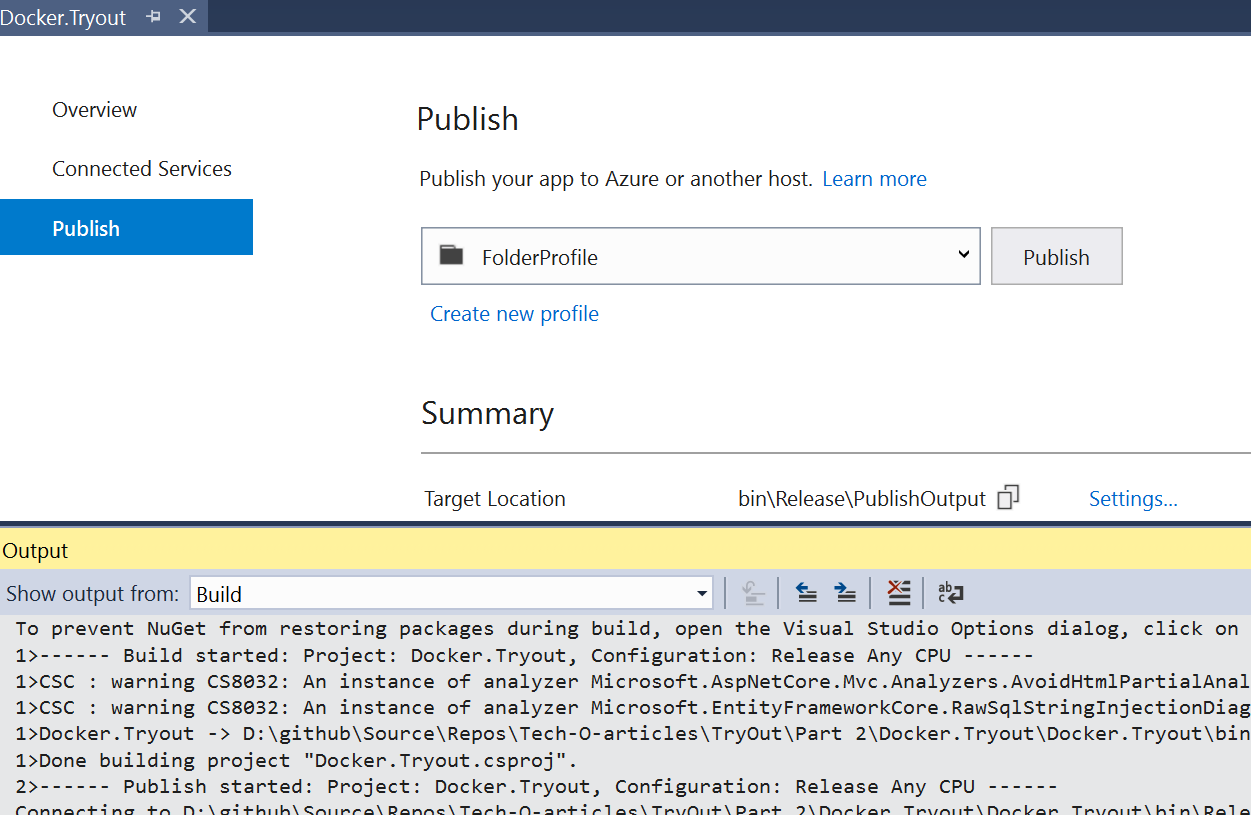 Docker.Tryout
Overview
Connected Services
Publish
Publish
Publish your app to Azure or another host. Learn more
FolderProfile
Publish
Create new profile
Summary
Target Location
bin\Release\PublishOutput
Settings...
Output
Show output from: Build
To prevent NuGet from restoring packages during build, open the Visual Studio Options dialog, click on
1>------ Build started: Project: Docker.Tryout, Configuration: Release Any CPU ------
1>CSC : warning CS8032: An instance of analyzer Microsoft.AspNetCore.Mvc.Analyzers.AvoidHtmlPartialAnal
1>CSC : warning CS8032: An instance of analyzer Microsoft.EntityFrameworkCore.RawSqlStringInjectionDiag
1>Docker.Tryout -> D:\github\Source\Repos\Tech-O-articles\TryOut\Part 2\Docker.Tryout\Docker.Tryout\bin
1>Done building project "Docker.Tryout.csproj".
2>------ Publish started: Project: Docker.Tryout, Configuration: Release Any CPU ------
Connecting to D:\github\Source\Repos\Tech-O-articles\TryOut\Part 2\Docker.Tryout\Docker.Tryout\bin\Rele